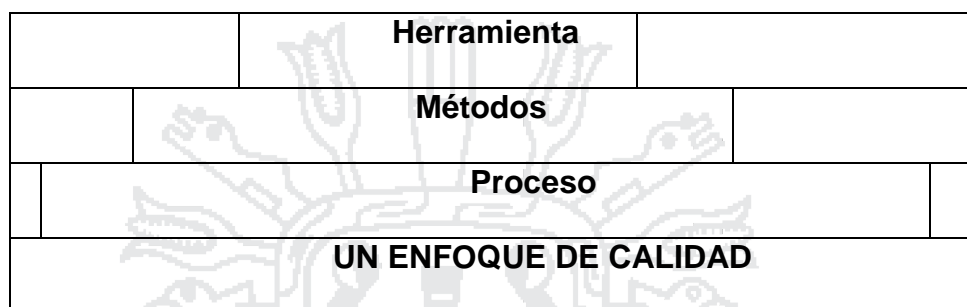 Herramienta
Métodos
Proceso
UN ENFOQUE DE CALIDAD